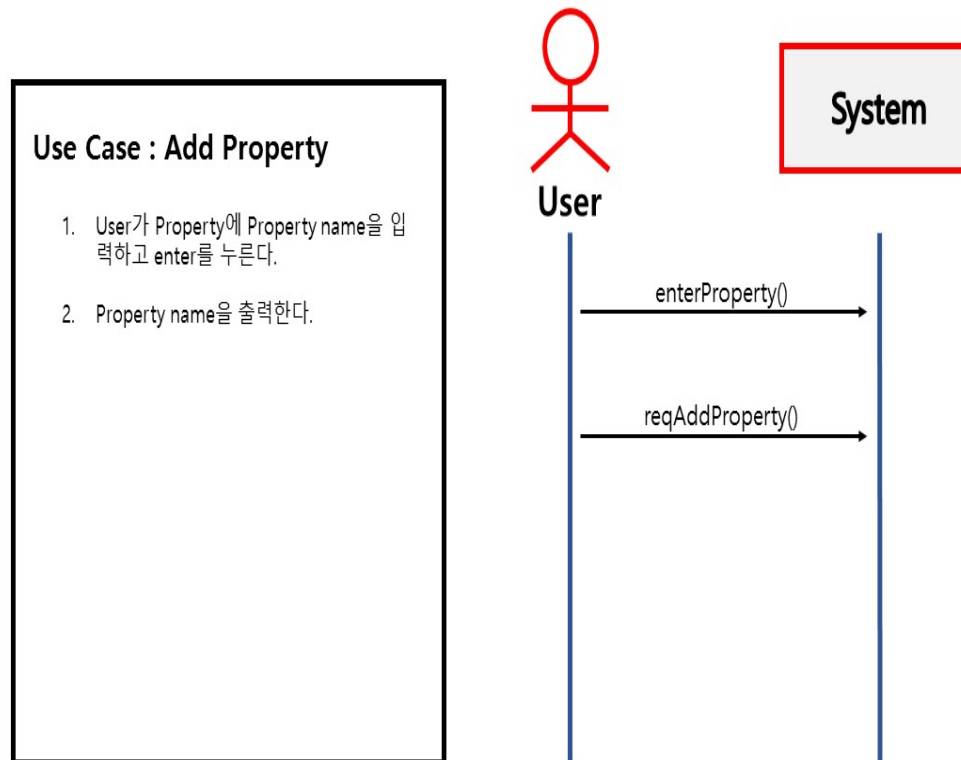 Use Case : Add Property
1. User가 Property에 Property name을 입
력하고 enter를 누른다.
2. Property name을 출력한다.
User
System
enterProperty()
reqAddProperty()